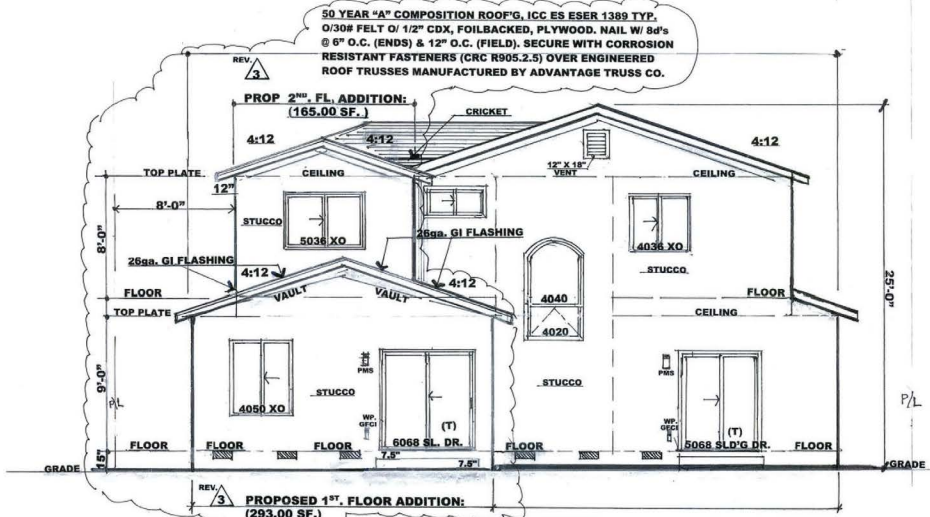 50 YEAR "A" COMPOSITION ROOF'G, ICC ES ESER 1389 TYP.
O/30# FELT O/ 1/2" CDX, FOILBACKED, PLYWOOD. NAIL W/ 8d's
@ 6" O.C. (ENDS) & 12" O.C. (FIELD). SECURE WITH CORROSION
RESISTANT FASTENERS (CRC R905.2.5) OVER ENGINEERED
ROOF TRUSSES MANUFACTURED BY ADVANTAGE TRUSS CO.
REV.
3
PROP 2ND. FL. ADDITION:
(165.00 SF.)
CRICKET
4:12
4:12
4:12
12" X 18"
VENT
TOP PLATE
CEILING
CEILING
12"
8'-0"
STUCCO
5036 XO
4036 XO
26ga. GI FLASHING
8'-0"
26ga. GI FLASHING
4:12
4:12
STUCCO
25'-0"
VAULT
VAULT
FLOOR
4040
FLOOR
TOP PLATE
CEILING
4020
PMS
PMS
9'-0"
STUCCO
STUCCO
P/L
P/L
4050 XO
WP.
GFCI
(T)
WP.
GFCI
(T)
6068 SL. DR.
5068 SLD'G DR.
FLOOR
FLOOR
FLOOR
FLOOR
FLOOR
7.5"
7.5"
15"
GRADE
GRADE
REV.
3
PROPOSED 1ST. FLOOR ADDITION:
(293.00 SF.)